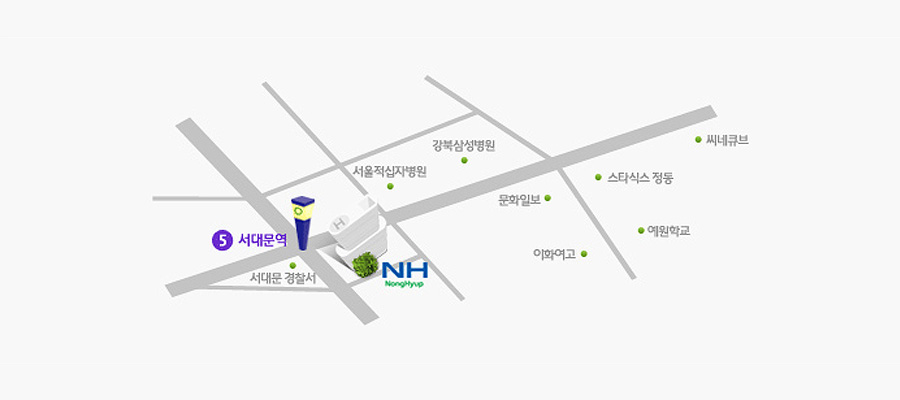 씨네큐브
강북삼성병원
서울적십자병원
스타식스 정동
문화일보
H
예원학교
5 서대문역
이화여고
서대문 경찰서
NH
NongHyup